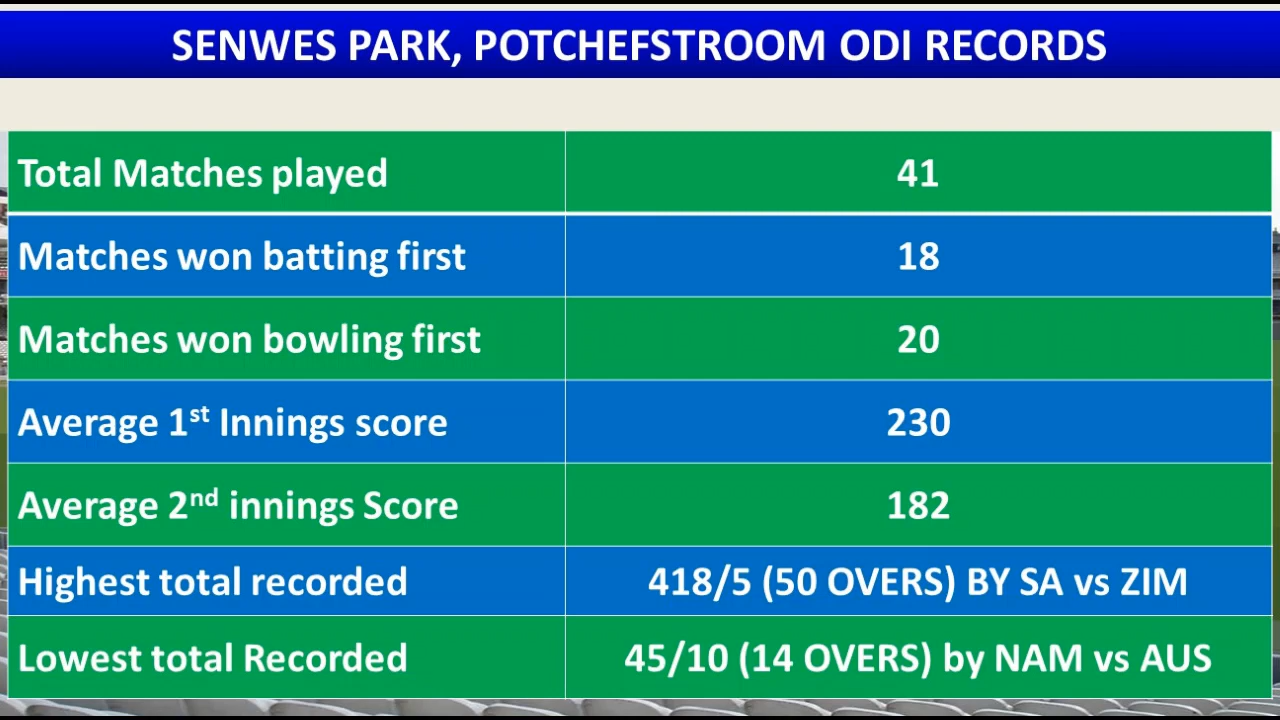 SENWES PARK, POTCHEFSTROOM ODI RECORDS
Total Matches played 41
Matches won batting first 18
Matches won bowling first 20
Average 1st Innings score 230
Average 2nd innings Score 182
Highest total recorded 418/5 (50 OVERS) BY SA vs ZIM
Lowest total Recorded 45/10 (14 OVERS) by NAM vs AUS